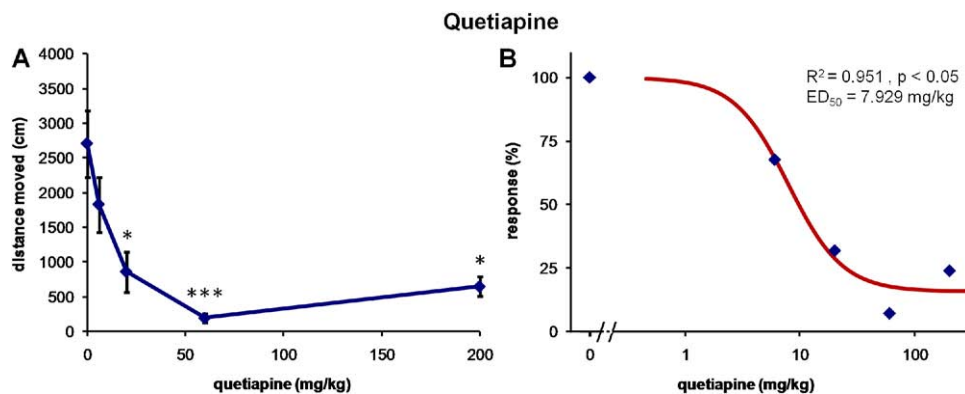 Quetiapine
A
4000
3500
3000
2500
2000
1500
1000
500
0
distance moved (cm)
*
***
*
0 50 100 150 200
quetiapine (mg/kg)
B
100
75
50
25
0
response (%)
R² = 0.951 , p < 0.05
ED₅₀ = 7.929 mg/kg
0 1 10 100
quetiapine (mg/kg)